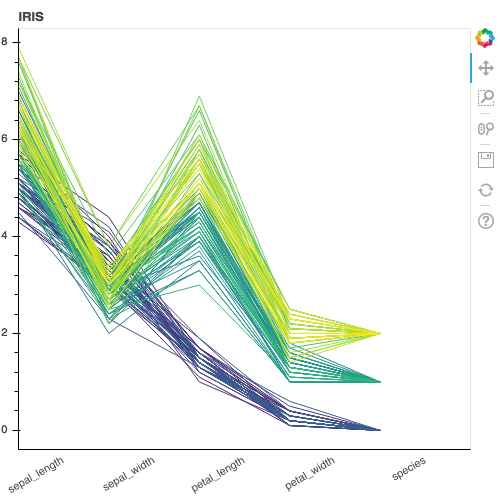 IRIS
8
6
4
2
0
sepal_length
sepal_width
petal_length
petal_width
species